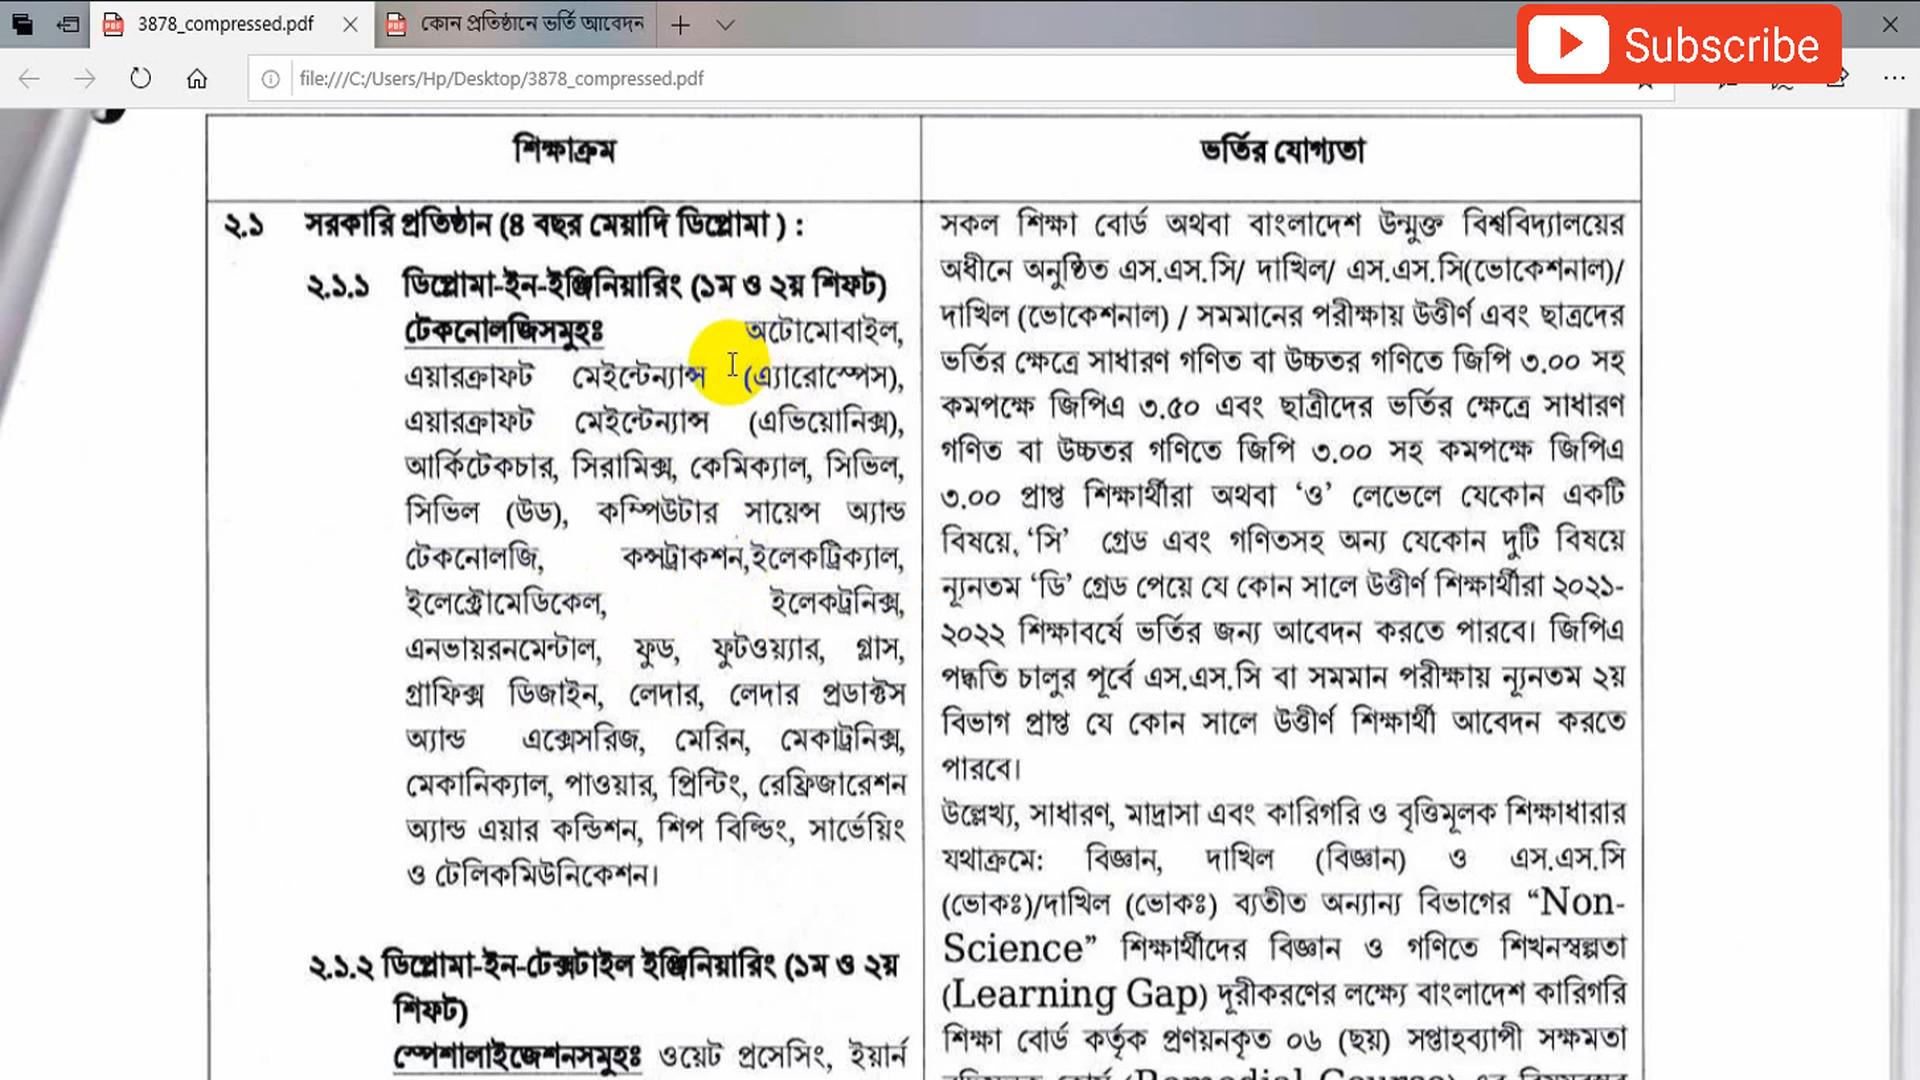 3878_compressed.pdf
কোন প্রতিষ্ঠানে ভর্তি আবেদন
Subscribe
file:///C:/Users/Hp/Desktop/3878_compressed.pdf
শিক্ষাক্রম
ভর্তির যোগ্যতা
২.১ সরকারি প্রতিষ্ঠান (৪ বছর মেয়াদি ডিপ্লোমা ) :
২.১.১ ডিপ্লোমা-ইন-ইঞ্জিনিয়ারিং (১ম ও ২য় শিফট)
টেকনোলজিসমূহঃ অটোমোবাইল,
এয়ারক্রাফট মেইন্টেন্যান্স (এ্যারোস্পেস),
এয়ারক্রাফট মেইন্টেন্যান্স (এভিয়োনিক্স),
আর্কিটেকচার, সিরামিক্স, কেমিক্যাল, সিভিল,
সিভিল (উড), কম্পিউটার সায়েন্স অ্যান্ড
টেকনোলজি, কন্সট্রাকশন,ইলেকট্রিক্যাল,
ইলেক্ট্রোমেডিকেল, ইলেকট্রনিক্স,
এনভায়রনমেন্টাল, ফুড, ফুটওয়্যার, গ্লাস,
গ্রাফিক্স ডিজাইন, লেদার, লেদার প্রডাক্টস
অ্যান্ড এক্সেসরিজ, মেরিন, মেকাট্রনিক্স,
মেকানিক্যাল, পাওয়ার, প্রিন্টিং, রেফ্রিজারেশন
অ্যান্ড এয়ার কন্ডিশন, শিপ বিল্ডিং, সার্ভেয়িং
ও টেলিকমিউনিকেশন।
২.১.২ ডিপ্লোমা-ইন-টেক্সটাইল ইঞ্জিনিয়ারিং (১ম ও ২য়
শিফট)
স্পেশালাইজেশনসমূহঃ ওয়েট প্রসেসিং, ইয়ার্ন
সকল শিক্ষা বোর্ড অথবা বাংলাদেশ উন্মুক্ত বিশ্ববিদ্যালয়ের
অধীনে অনুষ্ঠিত এস.এস.সি/ দাখিল/ এস.এস.সি(ভোকেশনাল)/
দাখিল (ভোকেশনাল) / সমমানের পরীক্ষায় উত্তীর্ণ এবং ছাত্রদের
ভর্তির ক্ষেত্রে সাধারণ গণিত বা উচ্চতর গণিতে জিপি ৩.০০ সহ
কমপক্ষে জিপিএ ৩.৫০ এবং ছাত্রীদের ভর্তির ক্ষেত্রে সাধারণ
গণিত বা উচ্চতর গণিতে জিপি ৩.০০ সহ কমপক্ষে জিপিএ
৩.০০ প্রাপ্ত শিক্ষার্থীরা অথবা ‘ও’ লেভেলে যেকোন একটি
বিষয়ে, ‘সি’ গ্রেড এবং গণিতসহ অন্য যেকোন দুটি বিষয়ে
ন্যূনতম ‘ডি’ গ্রেড পেয়ে যে কোন সালে উত্তীর্ণ শিক্ষার্থীরা ২০২১-
২০২২ শিক্ষাবর্ষে ভর্তির জন্য আবেদন করতে পারবে। জিপিএ
পদ্ধতি চালুর পূর্বে এস.এস.সি বা সমমান পরীক্ষায় ন্যূনতম ২য়
বিভাগ প্রাপ্ত যে কোন সালে উত্তীর্ণ শিক্ষার্থী আবেদন করতে
পারবে।
উল্লেখ্য, সাধারণ, মাদ্রাসা এবং কারিগরি ও বৃত্তিমূলক শিক্ষাধারার
যথাক্রমে: বিজ্ঞান, দাখিল (বিজ্ঞান) ও এস.এস.সি
(ভোকঃ)/দাখিল (ভোকঃ) ব্যতীত অন্যান্য বিভাগের “Non-
Science” শিক্ষার্থীদের বিজ্ঞান ও গণিতে শিখনস্বল্পতা
(Learning Gap) দূরীকরণের লক্ষ্যে বাংলাদেশ কারিগরি
শিক্ষা বোর্ড কর্তৃক প্রণয়নকৃত ০৬ (ছয়) সপ্তাহব্যাপী সক্ষমতা
(Remedial Course)